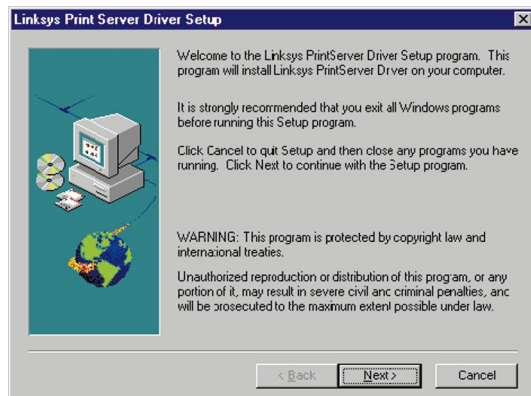 Linksys Print Server Driver Setup
Welcome to the Linksys PrintServer Driver Setup program. This
program will install Linksys PrintServer Driver on your computer.
It is strongly recommended that you exit all Windows programs
before running this Setup program.
Click Cancel to quit Setup and then close any programs you have
running. Click Next to continue with the Setup program.
WARNING: This program is protected by copyright law and
international treaties.
Unauthorized reproduction or distribution of this program, or any
portion of it, may result in severe civil and criminal penalties, and
will be prosecuted to the maximum extent possible under law.
< Back
Next >
Cancel